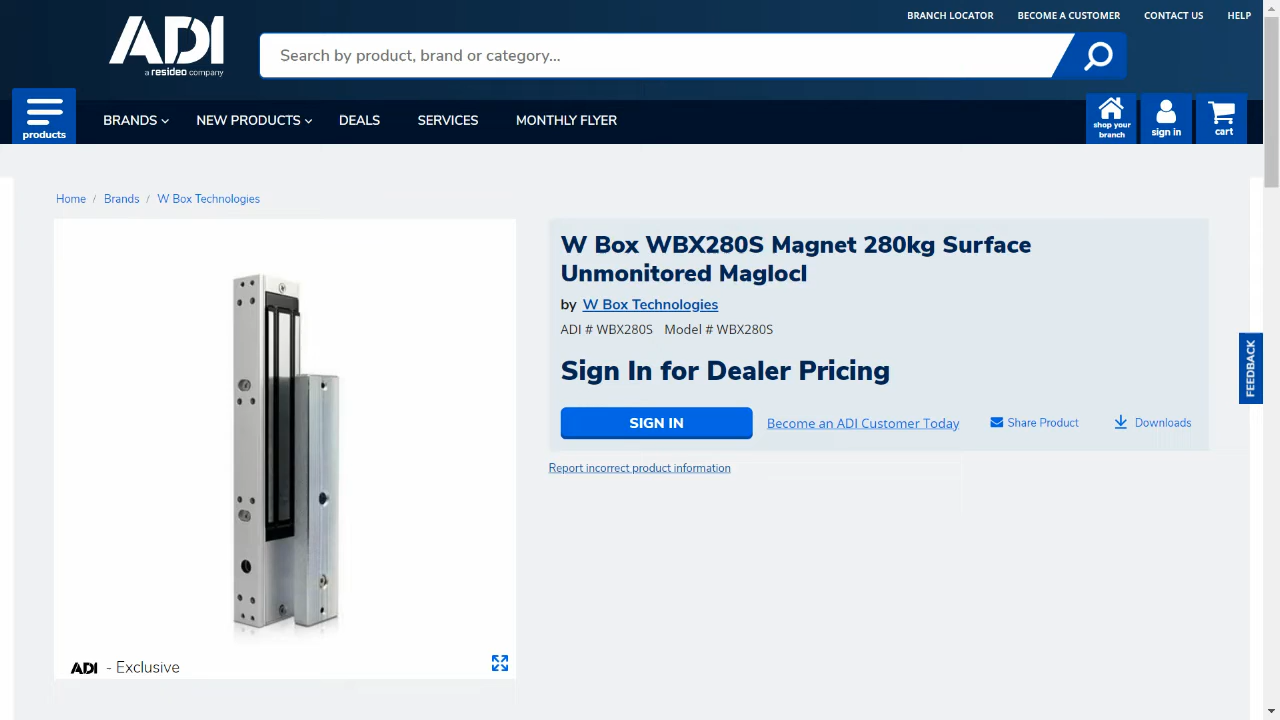 BRANCH LOCATOR BECOME A CUSTOMER CONTACT US HELP
ADI
a resideo company
Search by product, brand or category...
products
BRANDS NEW PRODUCTS DEALS SERVICES MONTHLY FLYER
shop your branch
sign in
cart
Home / Brands / W Box Technologies
W Box WBX280S Magnet 280kg Surface
Unmonitored Maglocl
by W Box Technologies
ADI # WBX280S Model # WBX280S
Sign In for Dealer Pricing
SIGN IN Become an ADI Customer Today Share Product Downloads
Report incorrect product information
FEEDBACK
ADI - Exclusive